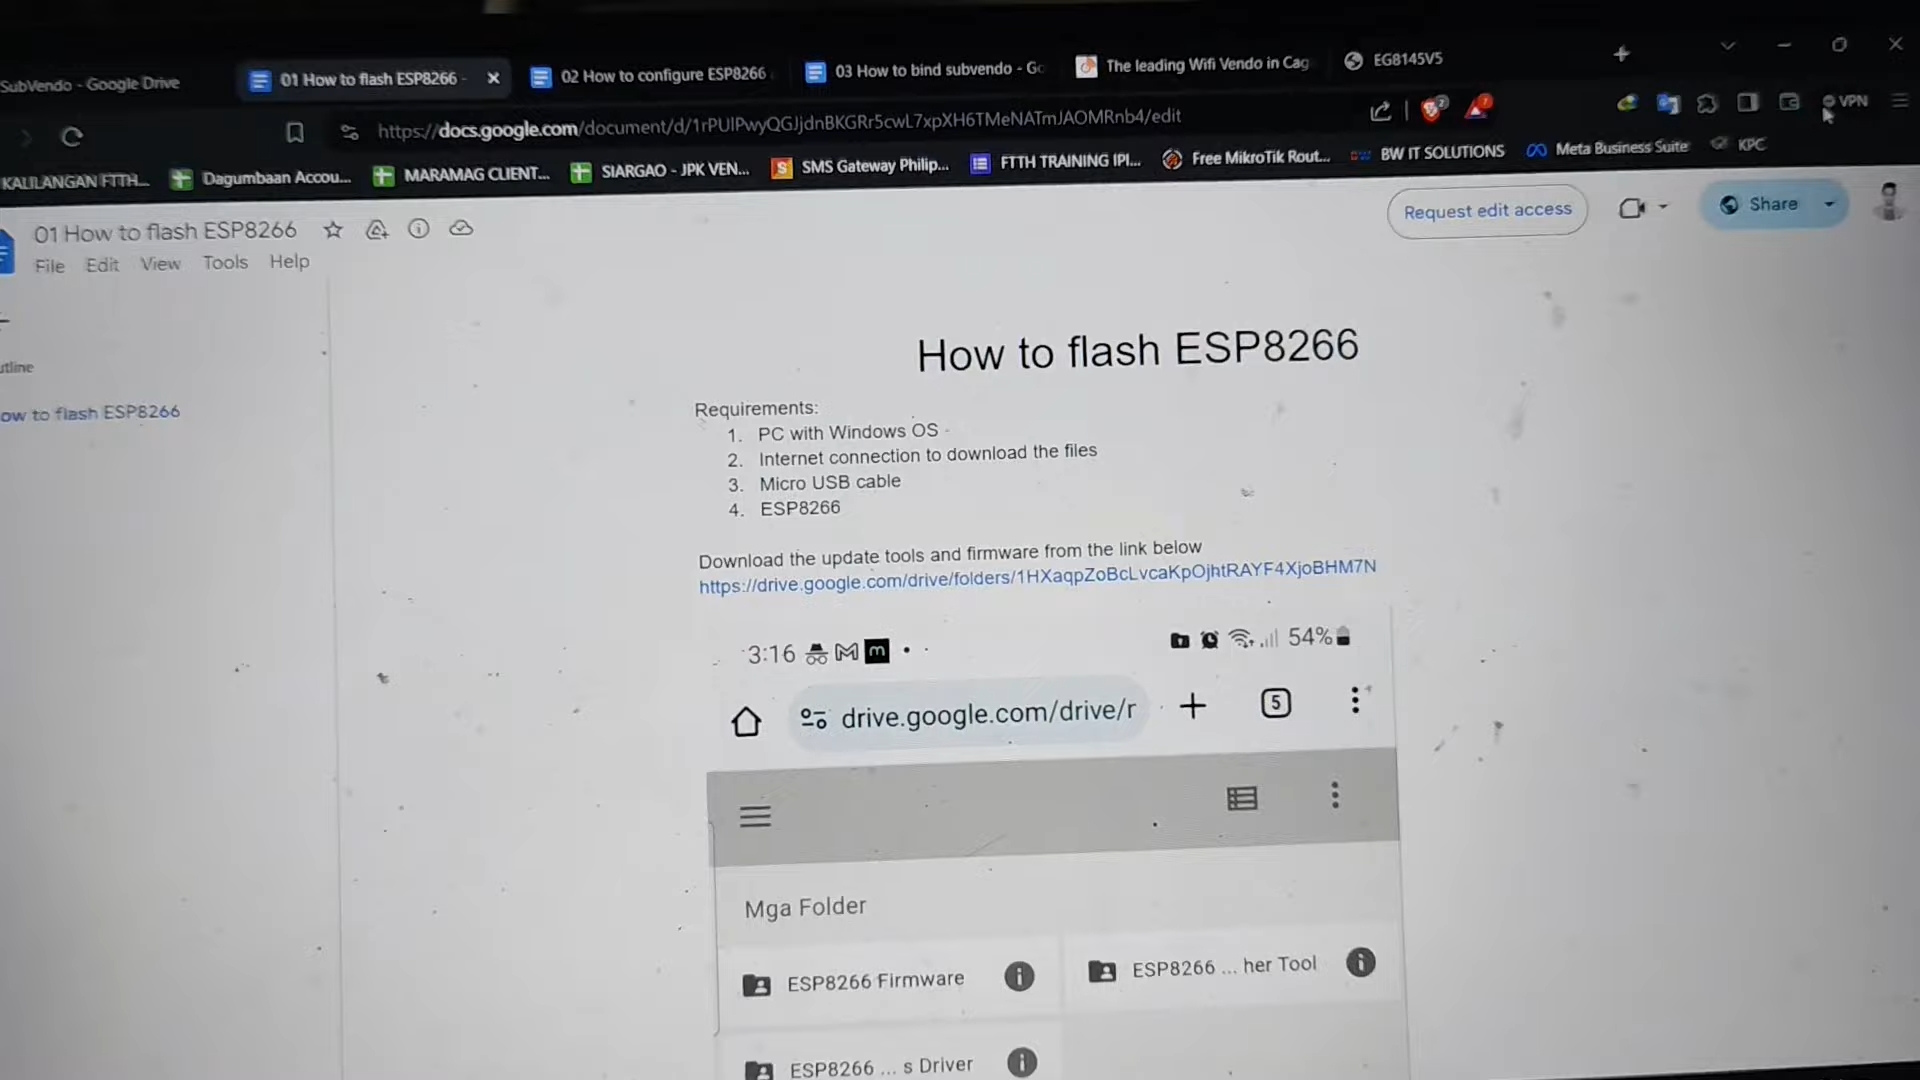 SubVendo - Google Drive
01 How to flash ESP8266 -
02 How to configure ESP8266
03 How to bind subvendo - Go
The leading Wifi Vendo in Cag
EG8145V5
https://docs.google.com/document/d/1rPUlPwyQGJjdnBKGRr5cwL7xpXH6TMeNATmJAOMRnb4/edit
2
VPN
KALILANGAN FTTH...
Dagumbaan Accou...
MARAMAG CLIENT...
SIARGAO - JPK VEN...
SMS Gateway Philip...
FTTH TRAINING IPI...
Free MikroTik Rout...
BW IT SOLUTIONS
Meta Business Suite
KPC
01 How to flash ESP8266
File Edit View Tools Help
Request edit access
Share
utline
ow to flash ESP8266
How to flash ESP8266
Requirements:
1. PC with Windows OS
2. Internet connection to download the files
3. Micro USB cable
4. ESP8266
Download the update tools and firmware from the link below
https://drive.google.com/drive/folders/1HXaqpZoBcLvcaKpOjhtRAYF4XjoBHM7N
3:16
54%
drive.google.com/drive/r
5
Mga Folder
ESP8266 Firmware
ESP8266 ... her Tool
ESP8266 ... s Driver